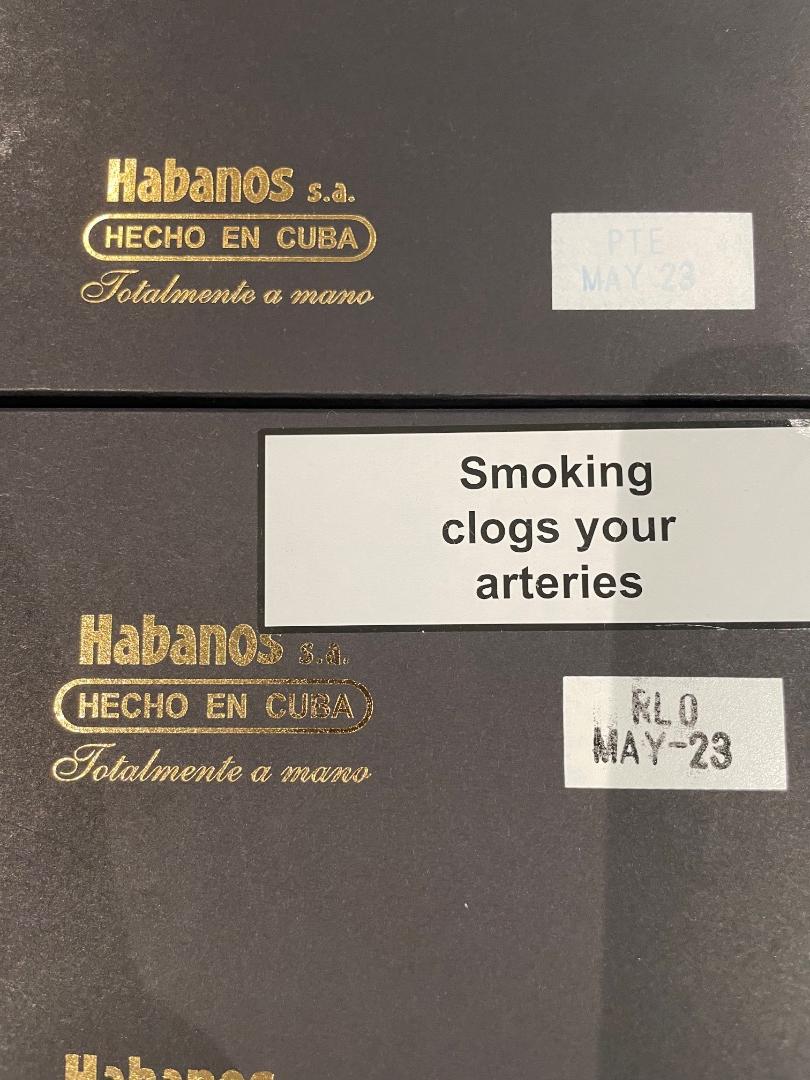 Habanos s.a.
HECHO EN CUBA
Totalmente a mano
PTE
MAY 23
Smoking
clogs your
arteries
Habanos s.a.
HECHO EN CUBA
Totalmente a mano
RLO
MAY-23
Habanos